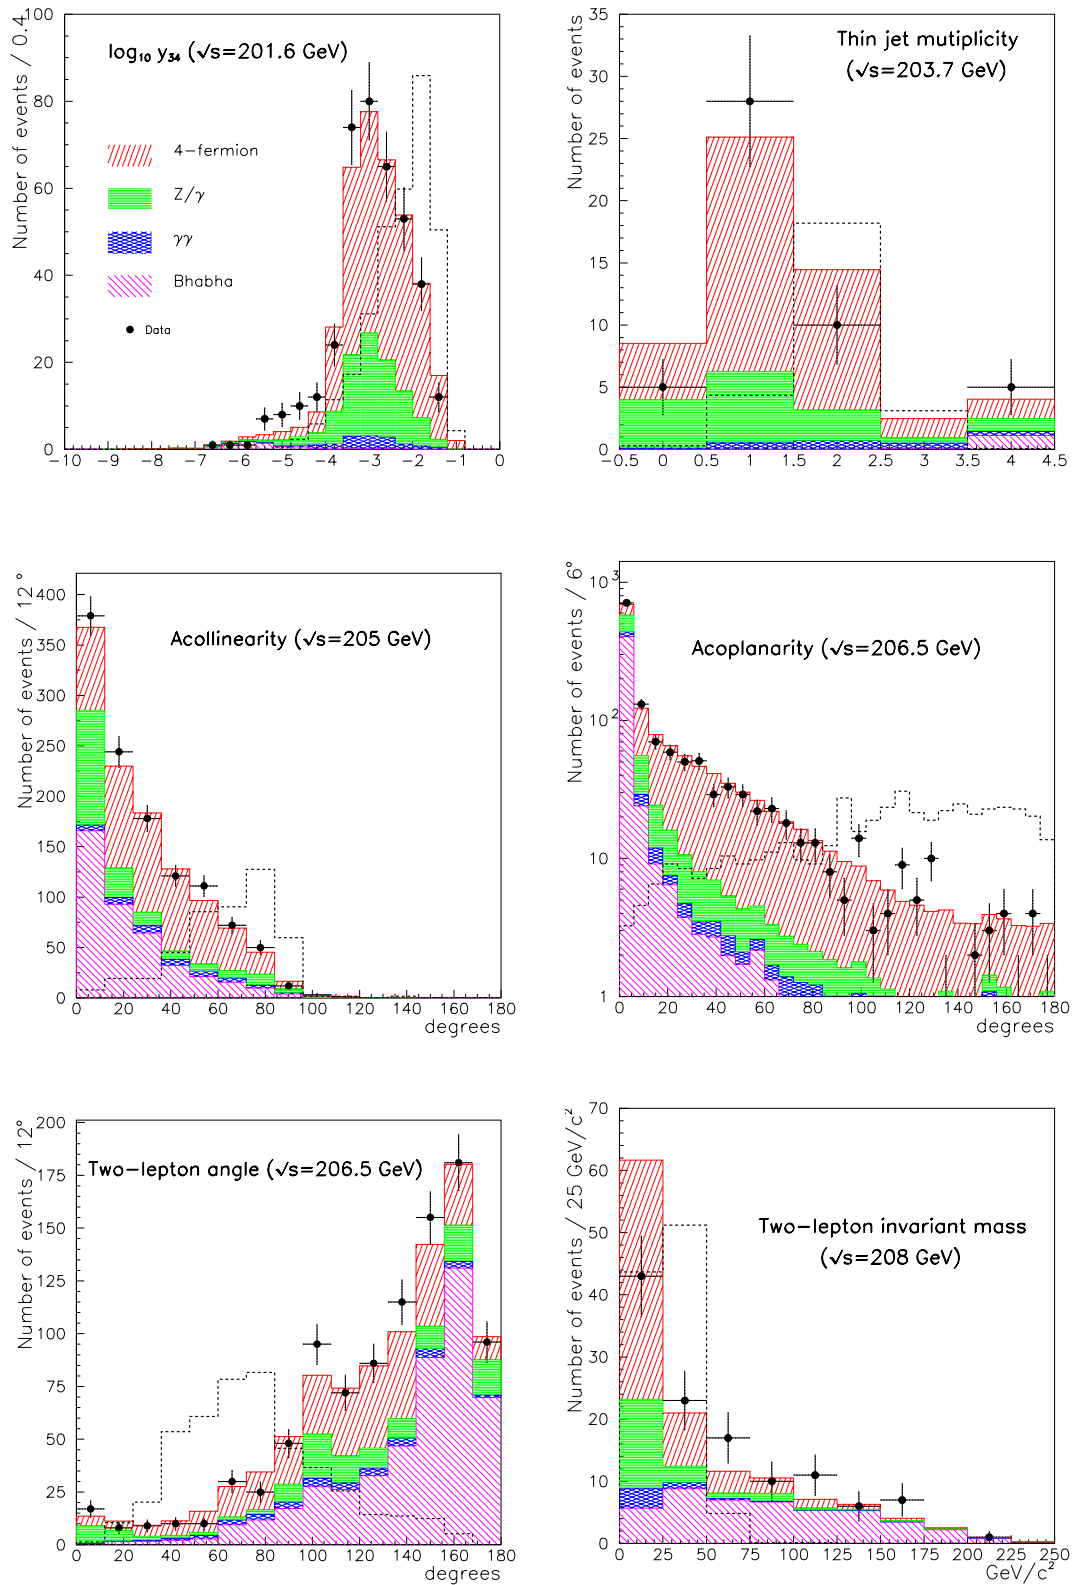 log₁₀ y₃₄ (√s=201.6 GeV)
Number of events / 0.4
100
80
60
40
20
0
4-fermion
Z/γ
γγ
Bhabha
Data
-10 -9 -8 -7 -6 -5 -4 -3 -2 -1 0
Thin jet mutiplicity
(√s=203.7 GeV)
Number of events
35
30
25
20
15
10
5
0
-0.5 0 0.5 1 1.5 2 2.5 3 3.5 4 4.5
Acollinearity (√s=205 GeV)
Number of events / 12°
400
350
300
250
200
150
100
50
0
0 20 40 60 80 100 120 140 160 180
degrees
Acoplanarity (√s=206.5 GeV)
Number of events / 6°
10³
10²
10
1
0 20 40 60 80 100 120 140 160 180
degrees
Two-lepton angle (√s=206.5 GeV)
Number of events / 12°
200
175
150
125
100
75
50
25
0
0 20 40 60 80 100 120 140 160 180
degrees
Two-lepton invariant mass
(√s=208 GeV)
Number of events / 25 GeV/c²
70
60
50
40
30
20
10
0
0 25 50 75 100 125 150 175 200 225 250
GeV/c²